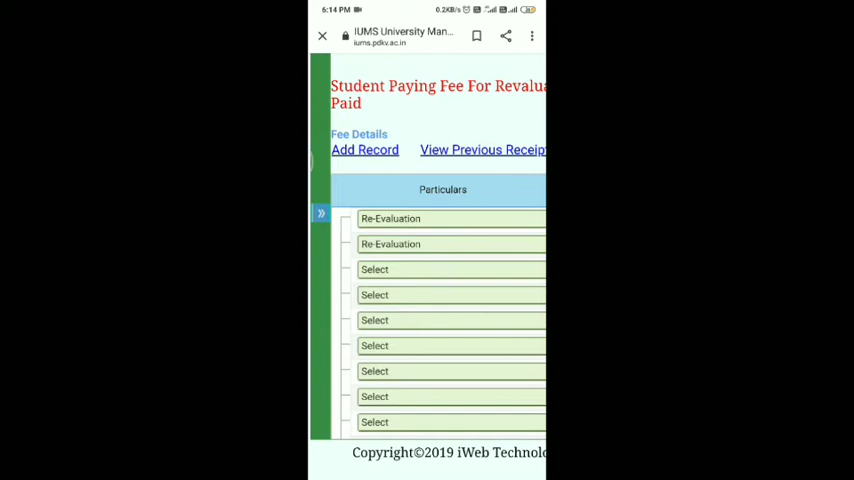 6:14 PM 0.2KB/s
IUMS University Man...
iums.pdkv.ac.in
Student Paying Fee For Revalua
Paid
Fee Details
Add Record View Previous Receip
Particulars
Re-Evaluation
Re-Evaluation
Select
Select
Select
Select
Select
Select
Select
Copyright©2019 iWeb Technolo